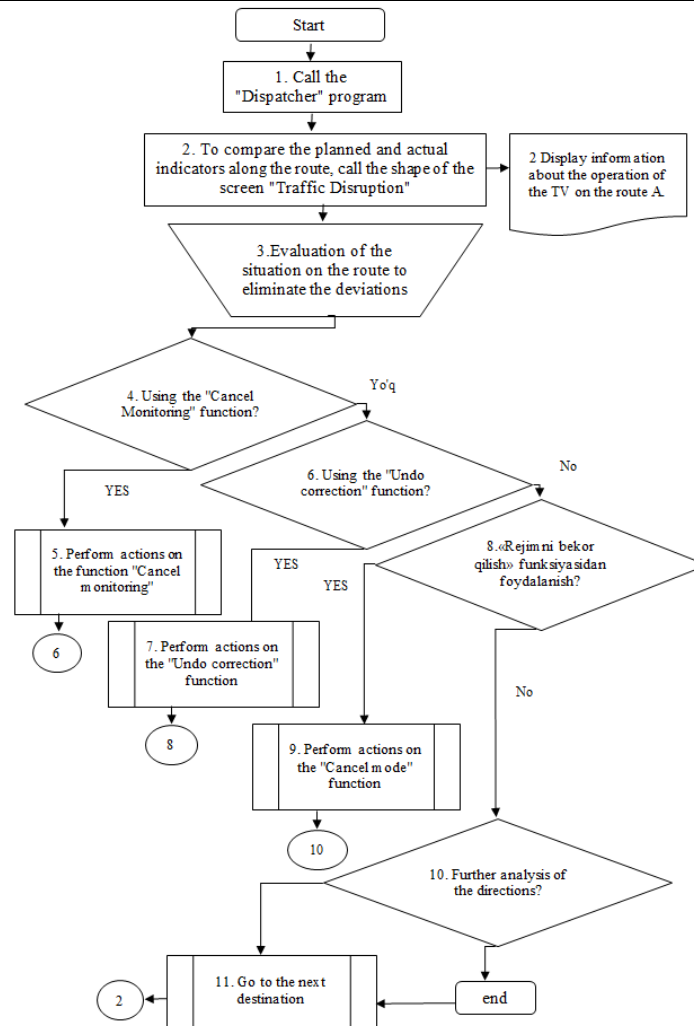 Start
1. Call the
"Dispatcher" program
2. To compare the planned and actual
indicators along the route, call the shape of the
screen "Traffic Disruption"
2 Display information
about the operation of
the TV on the route A.
3.Evaluation of the
situation on the route to
eliminate the deviations
4. Using the "Cancel
Monitoring" function?
Yo'q
6. Using the "Undo
correction" function?
No
YES
8.«Rejimni bekor
qilish» funksiyasidan
foydalanish?
5. Perform actions on
the function "Cancel
monitoring"
YES
YES
6
7. Perform actions on
the "Undo correction"
function
No
8
9. Perform actions on
the "Cancel mode"
function
10
10. Further analysis of
the directions?
11. Go to the next
destination
2
end